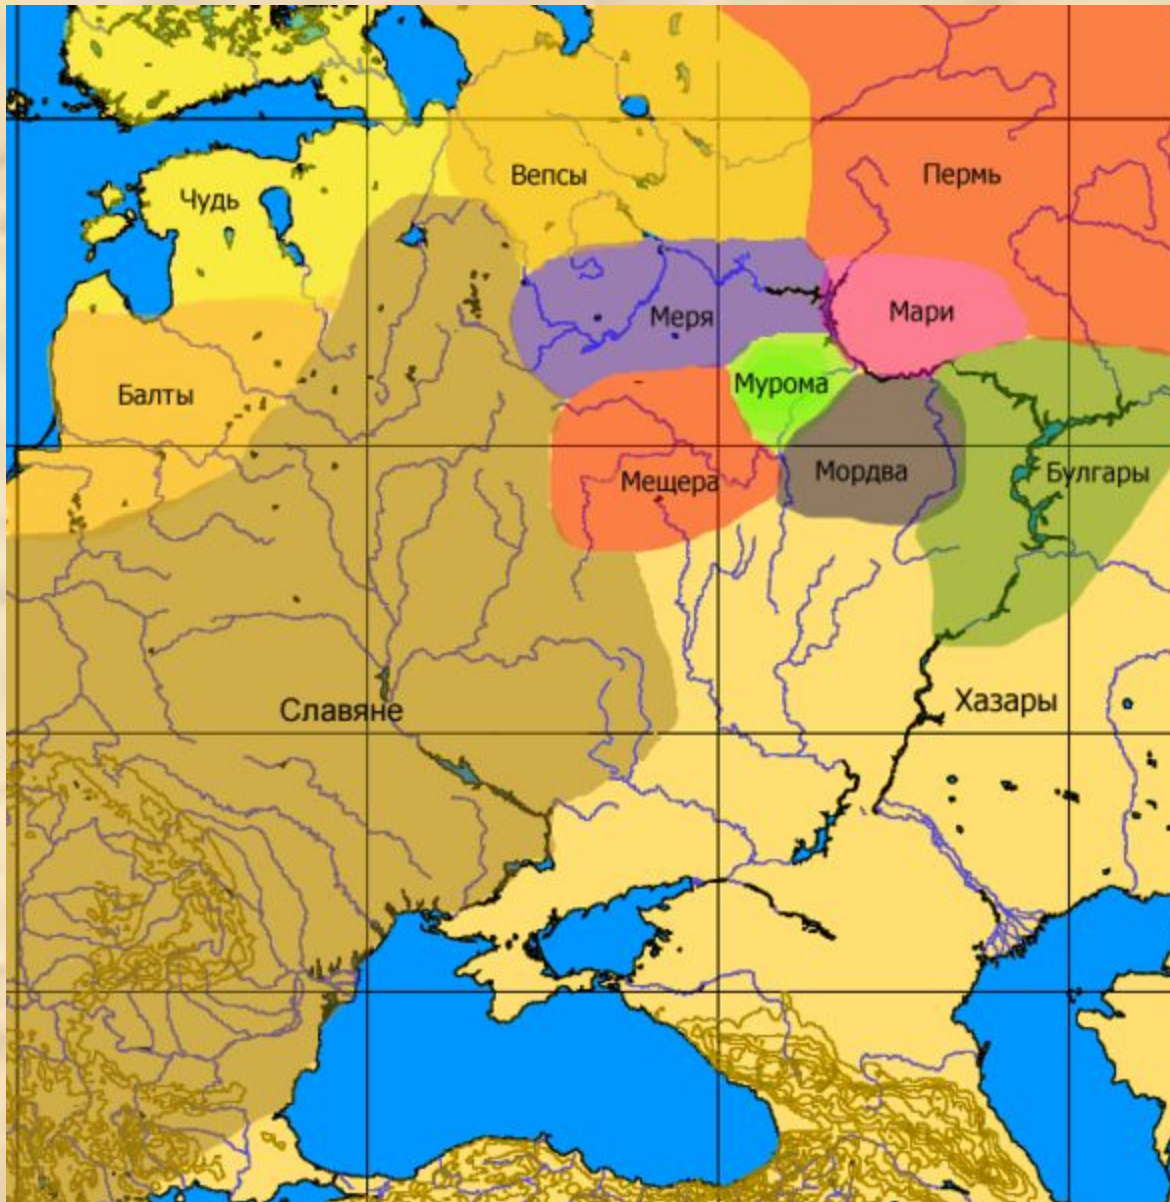 Вепсы
Пермь
Чудь
Меря
Мари
Балты
Мурома
Мещера
Мордва
Булгары
Славяне
Хазары